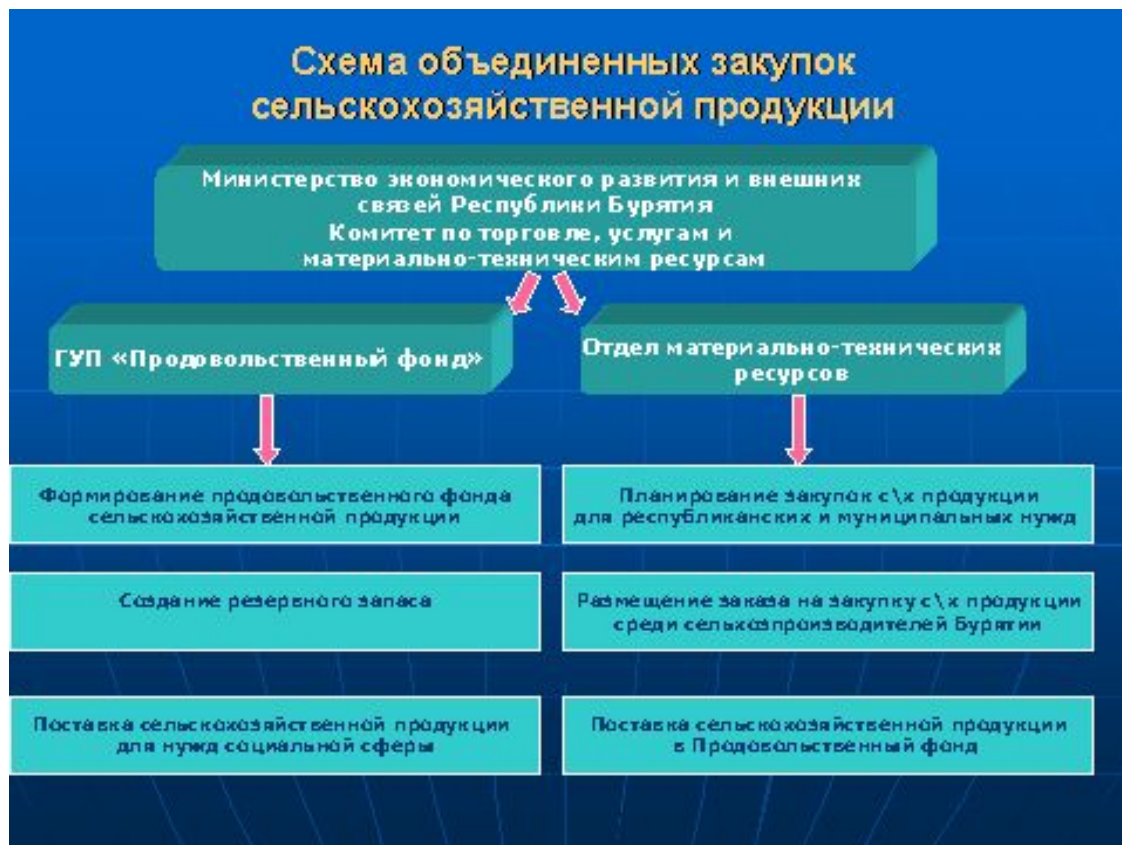 Схема объединенных закупок
сельскохозяйственной продукции
Министерство экономического развития и внешних
связей Республики Бурятия
Комитет по торговле, услугам и
материально-техническим ресурсам
ГУП «Продовольственный фонд»
Отдел материально-технических
ресурсов
Формирование продовольственного фонда
сельскохозяйственной продукции
Планирование закупок с\х продукции
для республиканских и муниципальных нужд
Создание резервного запаса
Размещение заказа на закупку с\х продукции
среди сельхозпроизводителей Бурятии
Поставка сельскохозяйственной продукции
для нужд социальной сферы
Поставка сельскохозяйственной продукции
в Продовольственный фонд